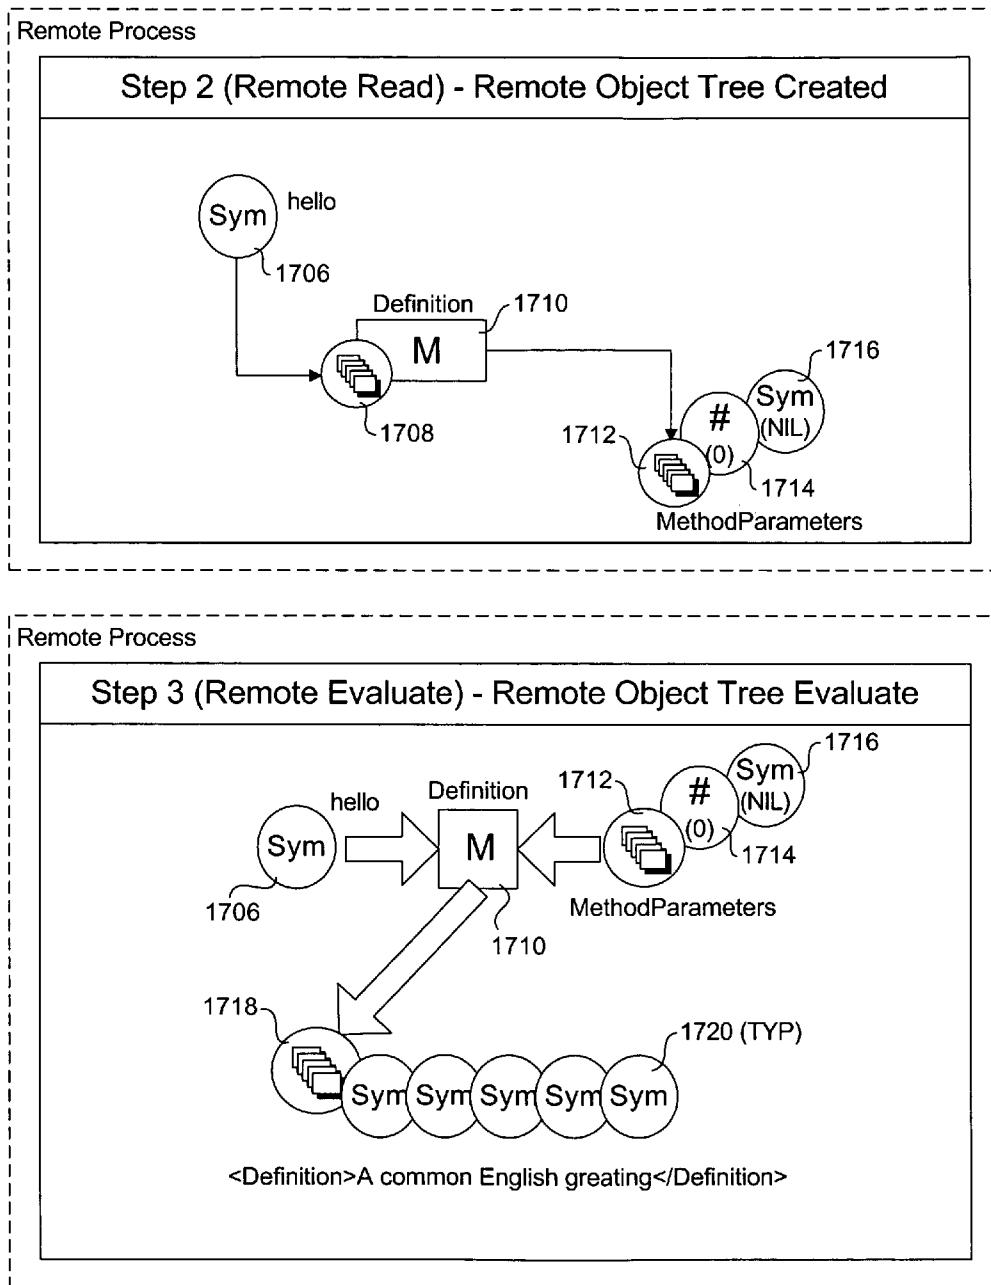 Remote Process
Step 2 (Remote Read) - Remote Object Tree Created
Sym
hello
1706
Definition
1710
M
1708
1716
Sym
(NIL)
#
(0)
1712
1714
MethodParameters
Remote Process
Step 3 (Remote Evaluate) - Remote Object Tree Evaluate
1716
Sym
(NIL)
1712
#
(0)
1714
hello
Definition
Sym
M
1706
MethodParameters
1710
1718
1720 (TYP)
Sym Sym Sym Sym Sym
<Definition>A common English greating</Definition>